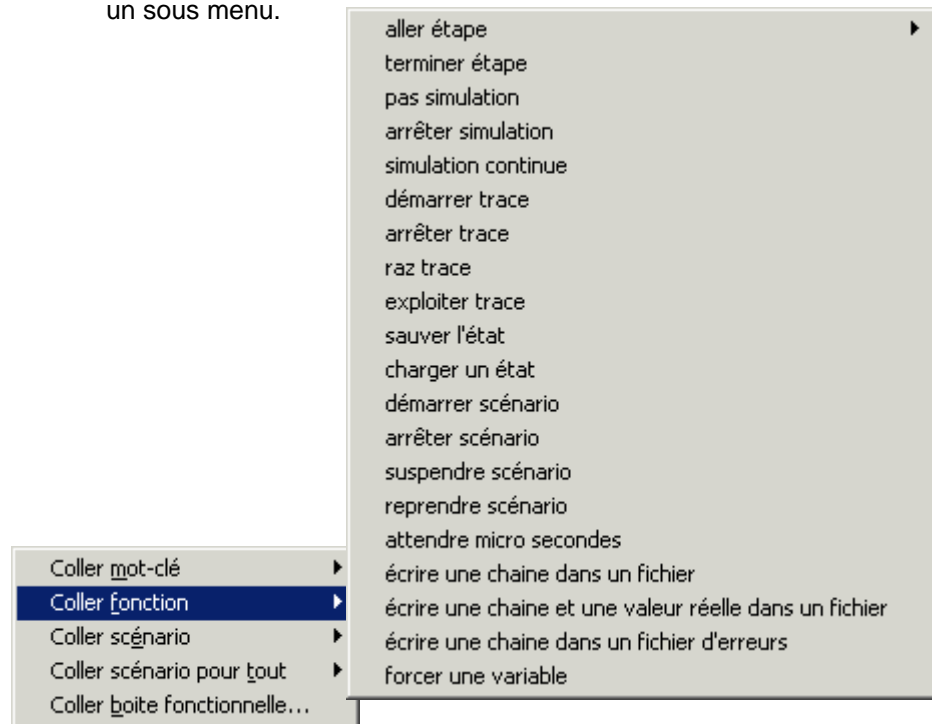 un sous menu.
aller étape
terminer étape
pas simulation
arrêter simulation
simulation continue
démarrer trace
arrêter trace
raz trace
exploiter trace
sauver l'état
charger un état
démarrer scénario
arrêter scénario
suspendre scénario
reprendre scénario
attendre micro secondes
écrire une chaine dans un fichier
écrire une chaine et une valeur réelle dans un fichier
écrire une chaine dans un fichier d'erreurs
forcer une variable
Coller mot-clé
Coller fonction
Coller scénario
Coller scénario pour tout
Coller boite fonctionnelle...